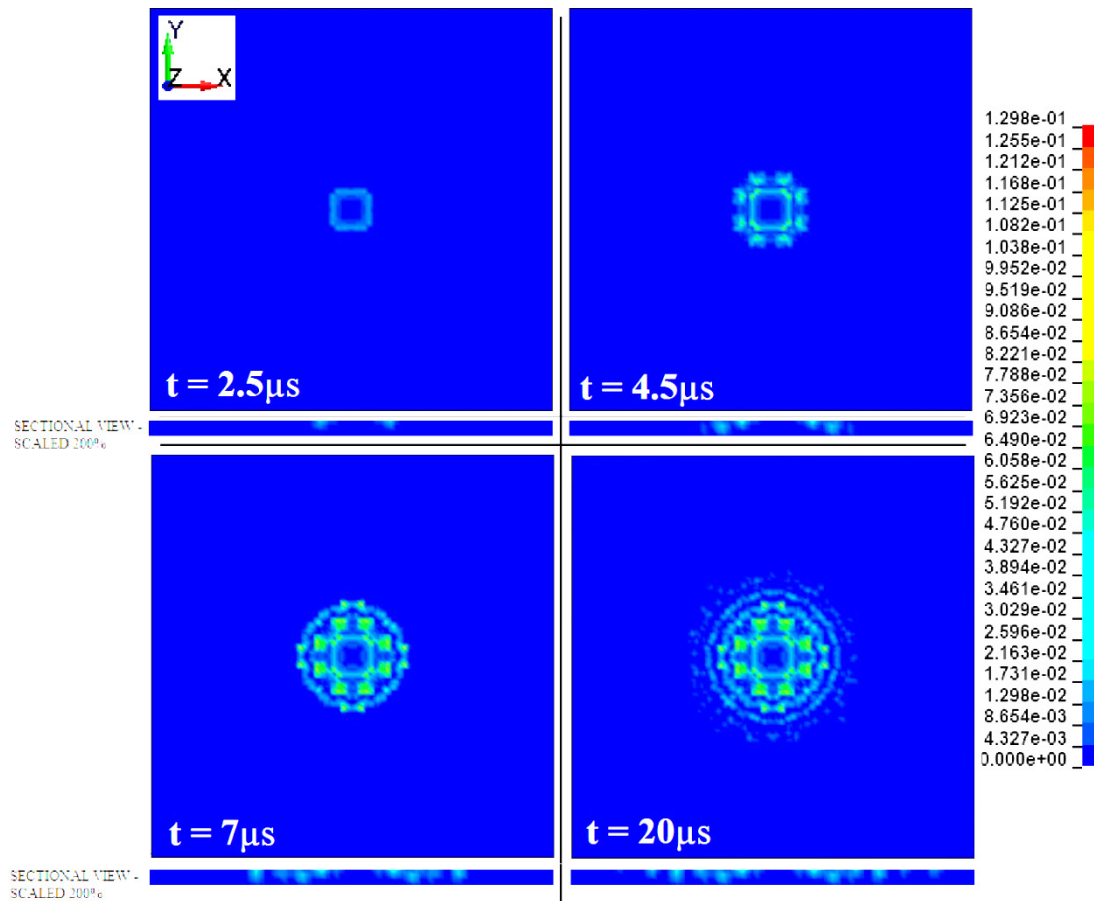 Y
Z X
t = 2.5µs
t = 4.5µs
SECTIONAL VIEW -
SCALED 200%
t = 7µs
t = 20µs
SECTIONAL VIEW -
SCALED 200%
1.298e-01
1.255e-01
1.212e-01
1.168e-01
1.125e-01
1.082e-01
1.038e-01
9.952e-02
9.519e-02
9.086e-02
8.654e-02
8.221e-02
7.788e-02
7.356e-02
6.923e-02
6.490e-02
6.058e-02
5.625e-02
5.192e-02
4.760e-02
4.327e-02
3.894e-02
3.461e-02
3.029e-02
2.596e-02
2.163e-02
1.731e-02
1.298e-02
8.654e-03
4.327e-03
0.000e+00